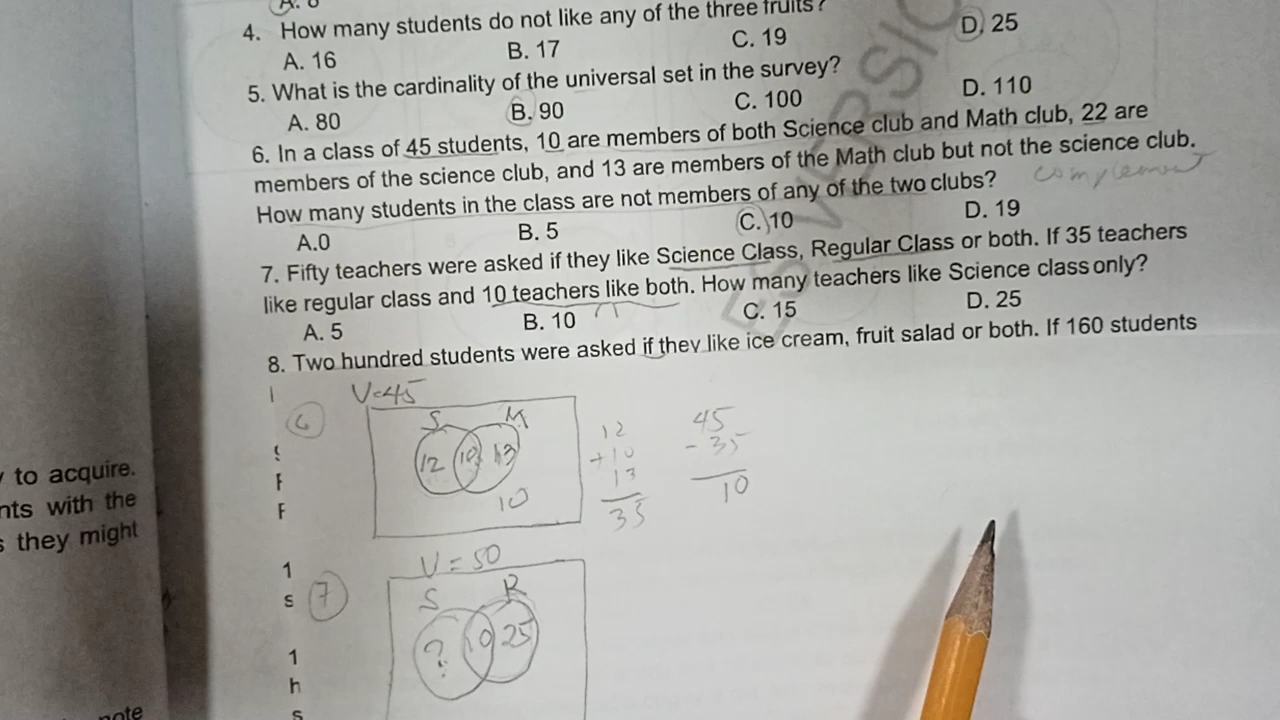 4. How many students do not like any of the three fruits?
A. 16 B. 17 C. 19 D. 25
5. What is the cardinality of the universal set in the survey?
A. 80 B. 90 C. 100 D. 110
6. In a class of 45 students, 10 are members of both Science club and Math club, 22 are
members of the science club, and 13 are members of the Math club but not the science club.
How many students in the class are not members of any of the two clubs?
A.0 B. 5 C. 10 D. 19
7. Fifty teachers were asked if they like Science Class, Regular Class or both. If 35 teachers
like regular class and 10 teachers like both. How many teachers like Science class only?
A. 5 B. 10 C. 15 D. 25
8. Two hundred students were asked if they like ice cream, fruit salad or both. If 160 students
6 U=45
S M
12 10 13
10
12
+10
13
35
45
- 35
10
7 U = 50
S R
? 10 25
to acquire.
nts with the
they might
note